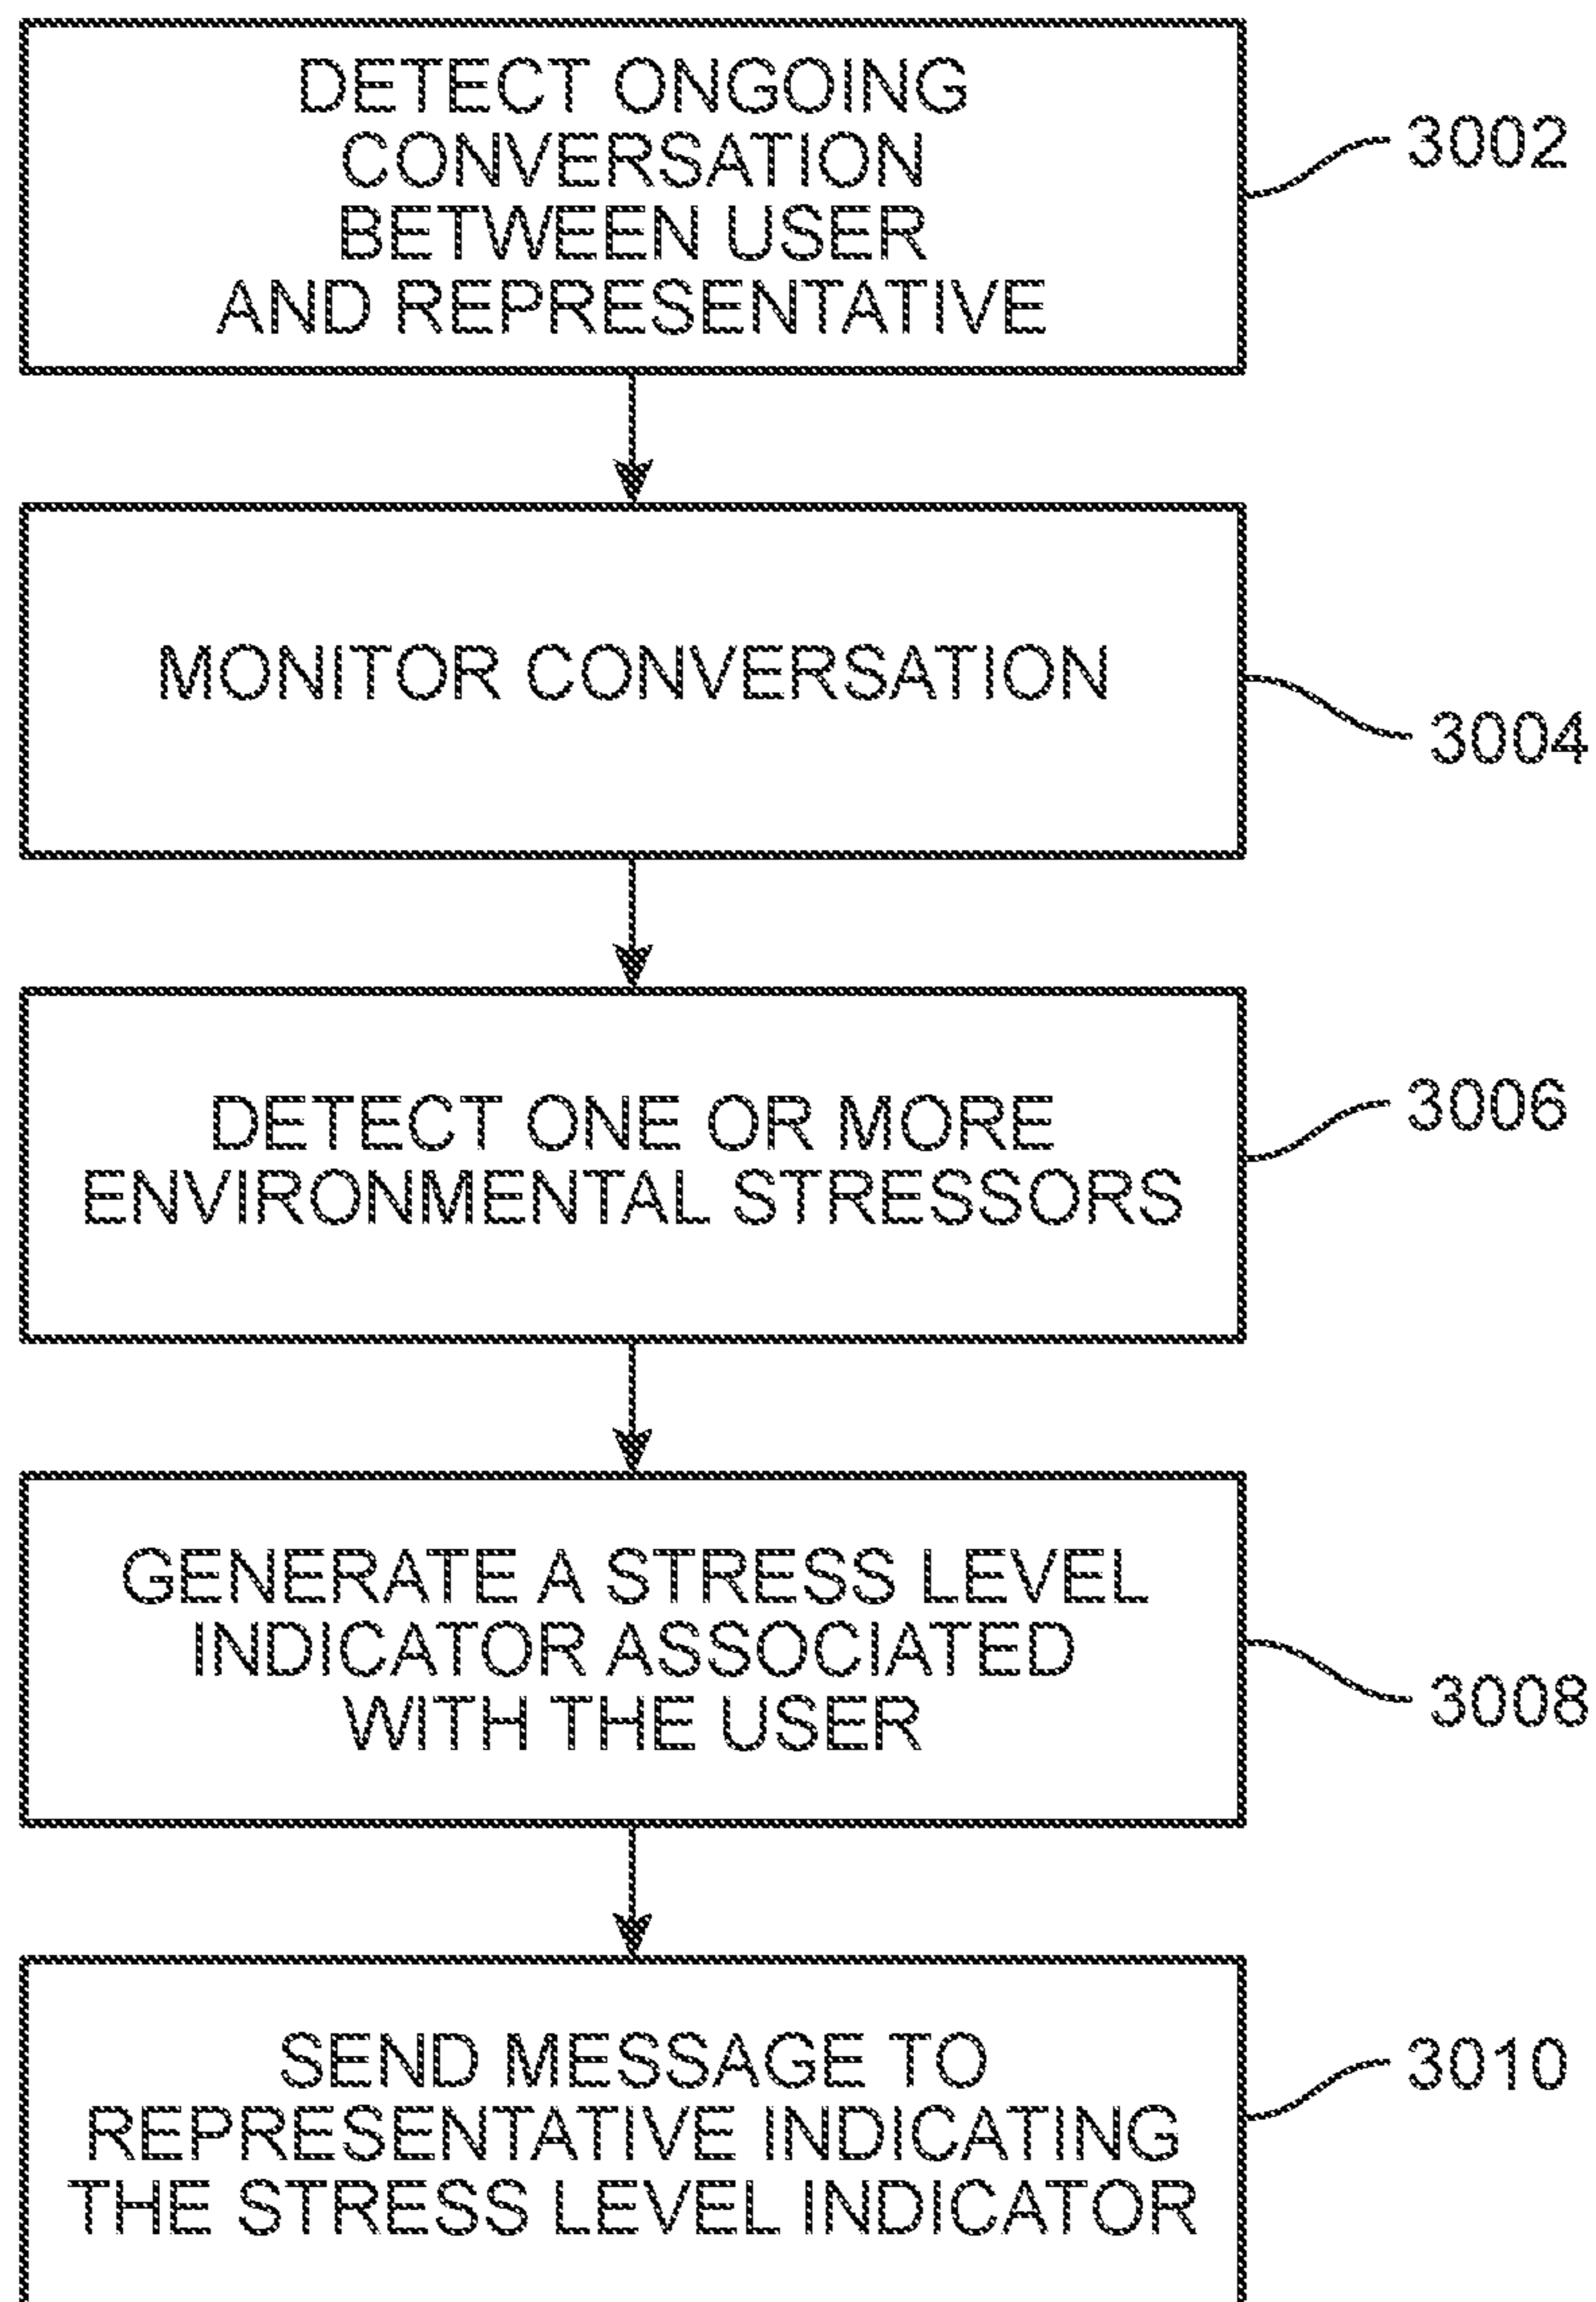 DETECT ONGOING
CONVERSATION
BETWEEN USER
AND REPRESENTATIVE
3002
MONITOR CONVERSATION
3004
DETECT ONE OR MORE
ENVIRONMENTAL STRESSORS
3006
GENERATE A STRESS LEVEL
INDICATOR ASSOCIATED
WITH THE USER
3008
SEND MESSAGE TO
REPRESENTATIVE INDICATING
THE STRESS LEVEL INDICATOR
3010